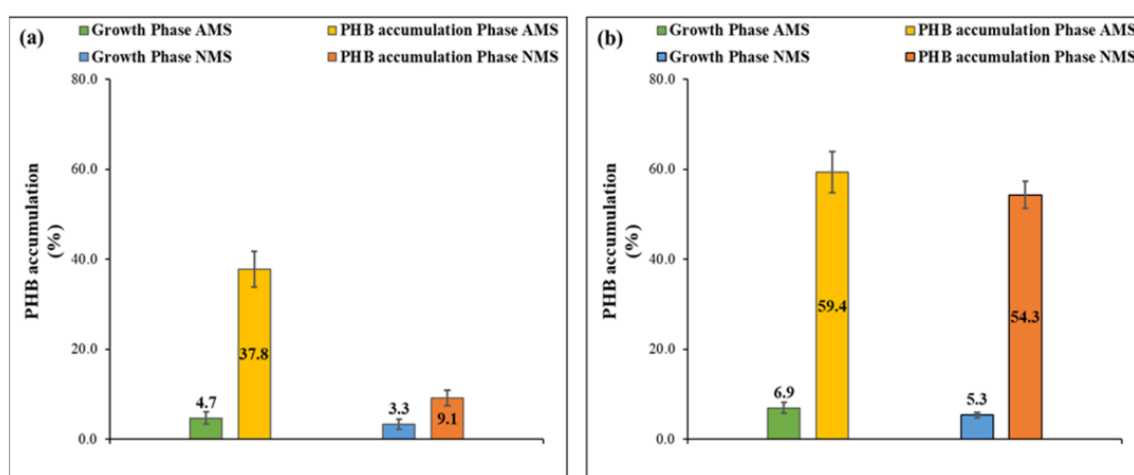 (a)
Growth Phase AMS PHB accumulation Phase AMS
Growth Phase NMS PHB accumulation Phase NMS
80.0
60.0
40.0
20.0
0.0
PHB accumulation
(%)
4.7
37.8
3.3
9.1
(b)
Growth Phase AMS PHB accumulation Phase AMS
Growth Phase NMS PHB accumulation Phase NMS
80.0
60.0
40.0
20.0
0.0
PHB accumulation
(%)
6.9
59.4
5.3
54.3